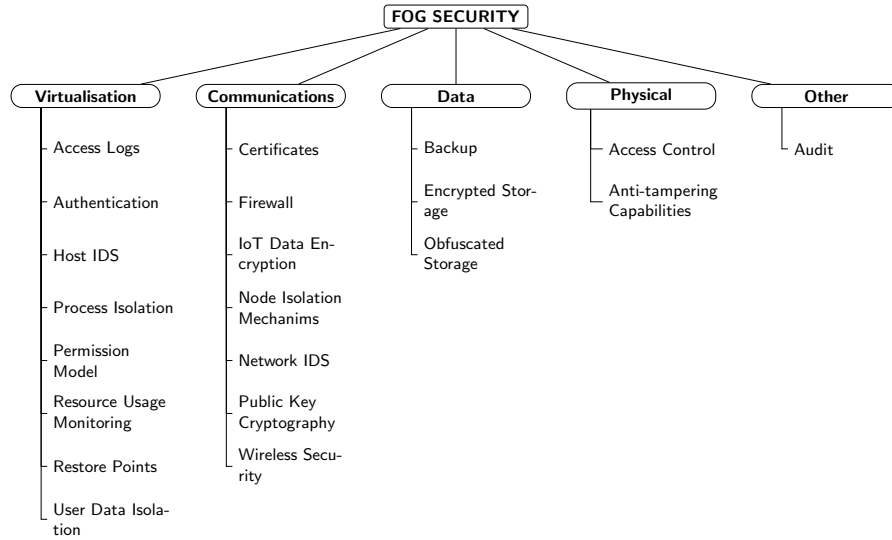 FOG SECURITY
Virtualisation
Access Logs
Authentication
Host IDS
Process Isolation
Permission
Model
Resource Usage
Monitoring
Restore Points
User Data Isola-
tion
Communications
Certificates
Firewall
IoT Data En-
cryption
Node Isolation
Mechanims
Network IDS
Public Key
Cryptography
Wireless Secu-
rity
Data
Backup
Encrypted Stor-
age
Obfuscated
Storage
Physical
Access Control
Anti-tampering
Capabilities
Other
Audit